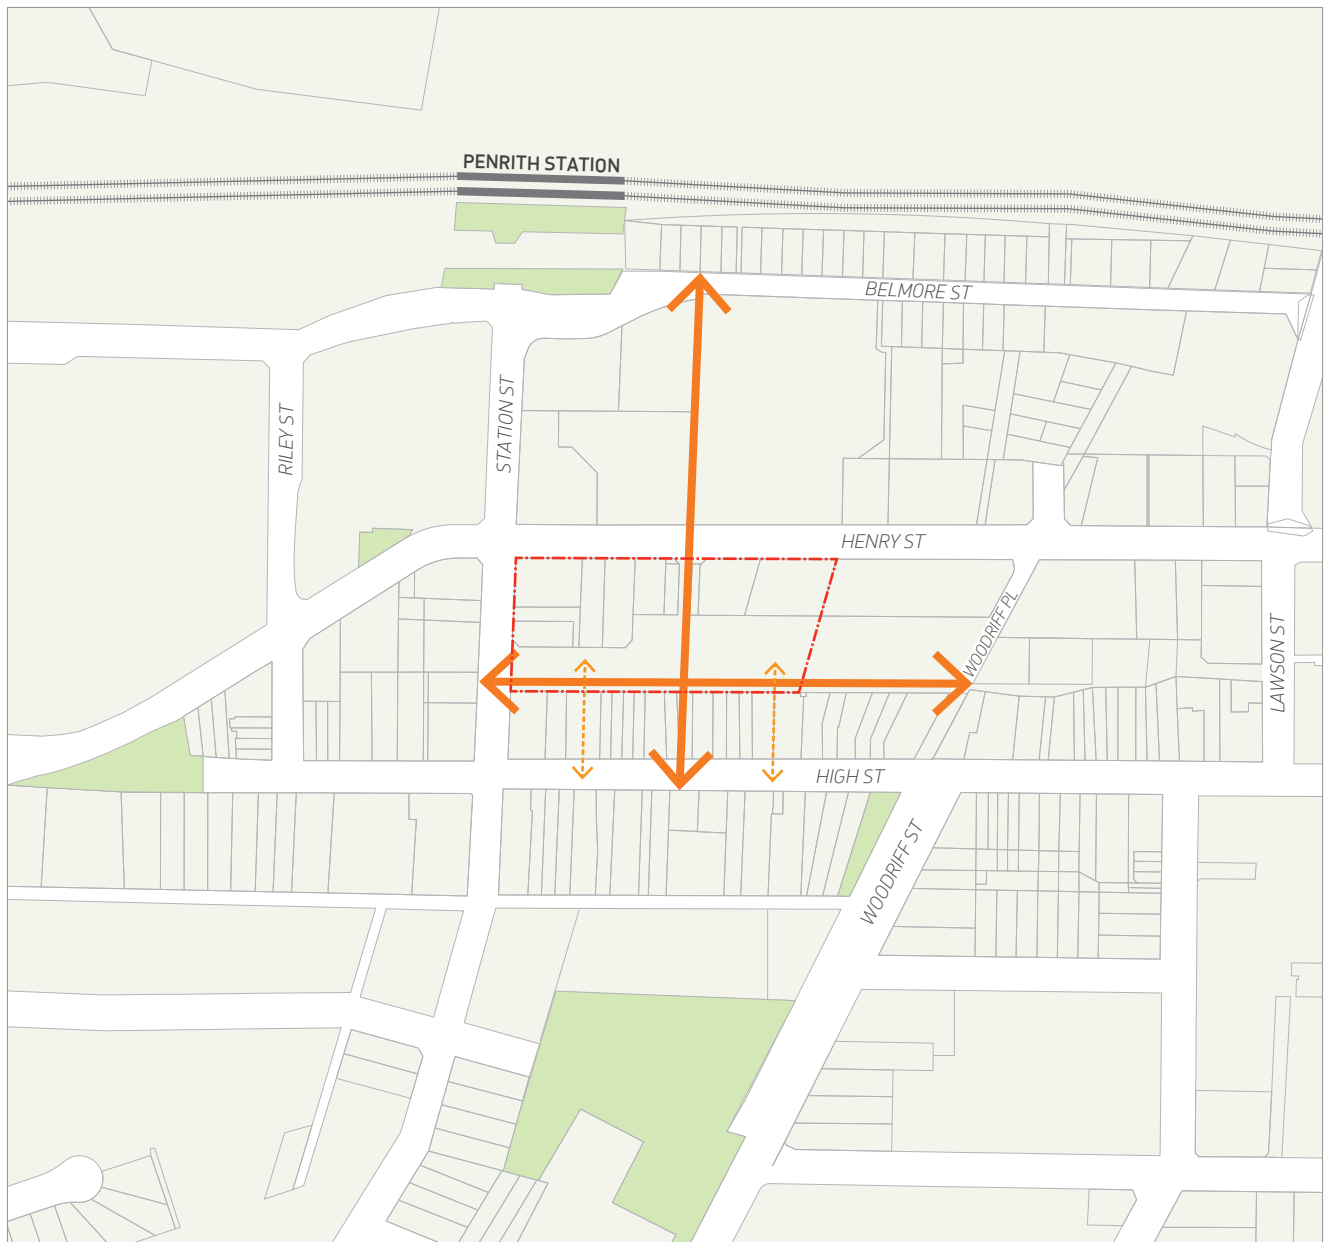 PENRITH STATION
BELMORE ST
RILEY ST
STATION ST
HENRY ST
WOODRIFF PL
LAWSON ST
HIGH ST
WOODRIFF ST